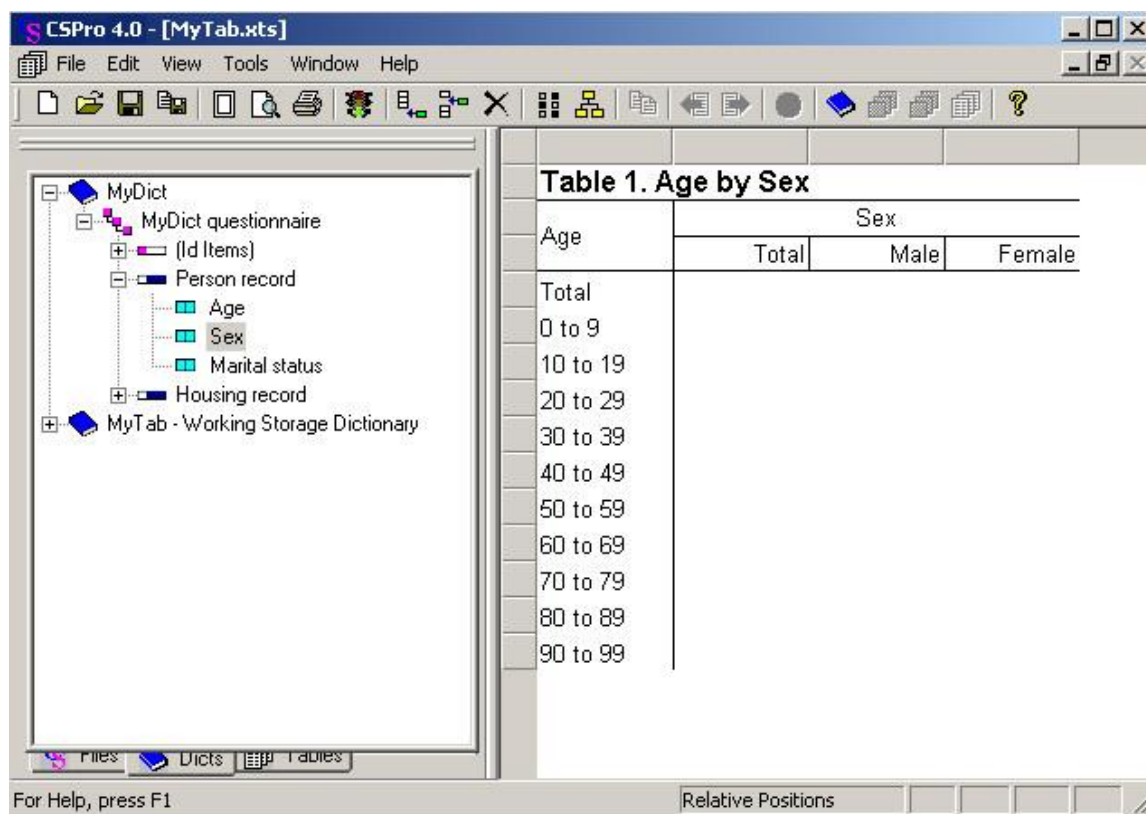 CSPro 4.0 - [MyTab.xts]
File Edit View Tools Window Help
MyDict
MyDict questionnaire
(Id Items)
Person record
Age
Sex
Marital status
Housing record
MyTab - Working Storage Dictionary
Files Dicts Tables
Table 1. Age by Sex
Age Sex
Total Male Female
Total
0 to 9
10 to 19
20 to 29
30 to 39
40 to 49
50 to 59
60 to 69
70 to 79
80 to 89
90 to 99
For Help, press F1 Relative Positions